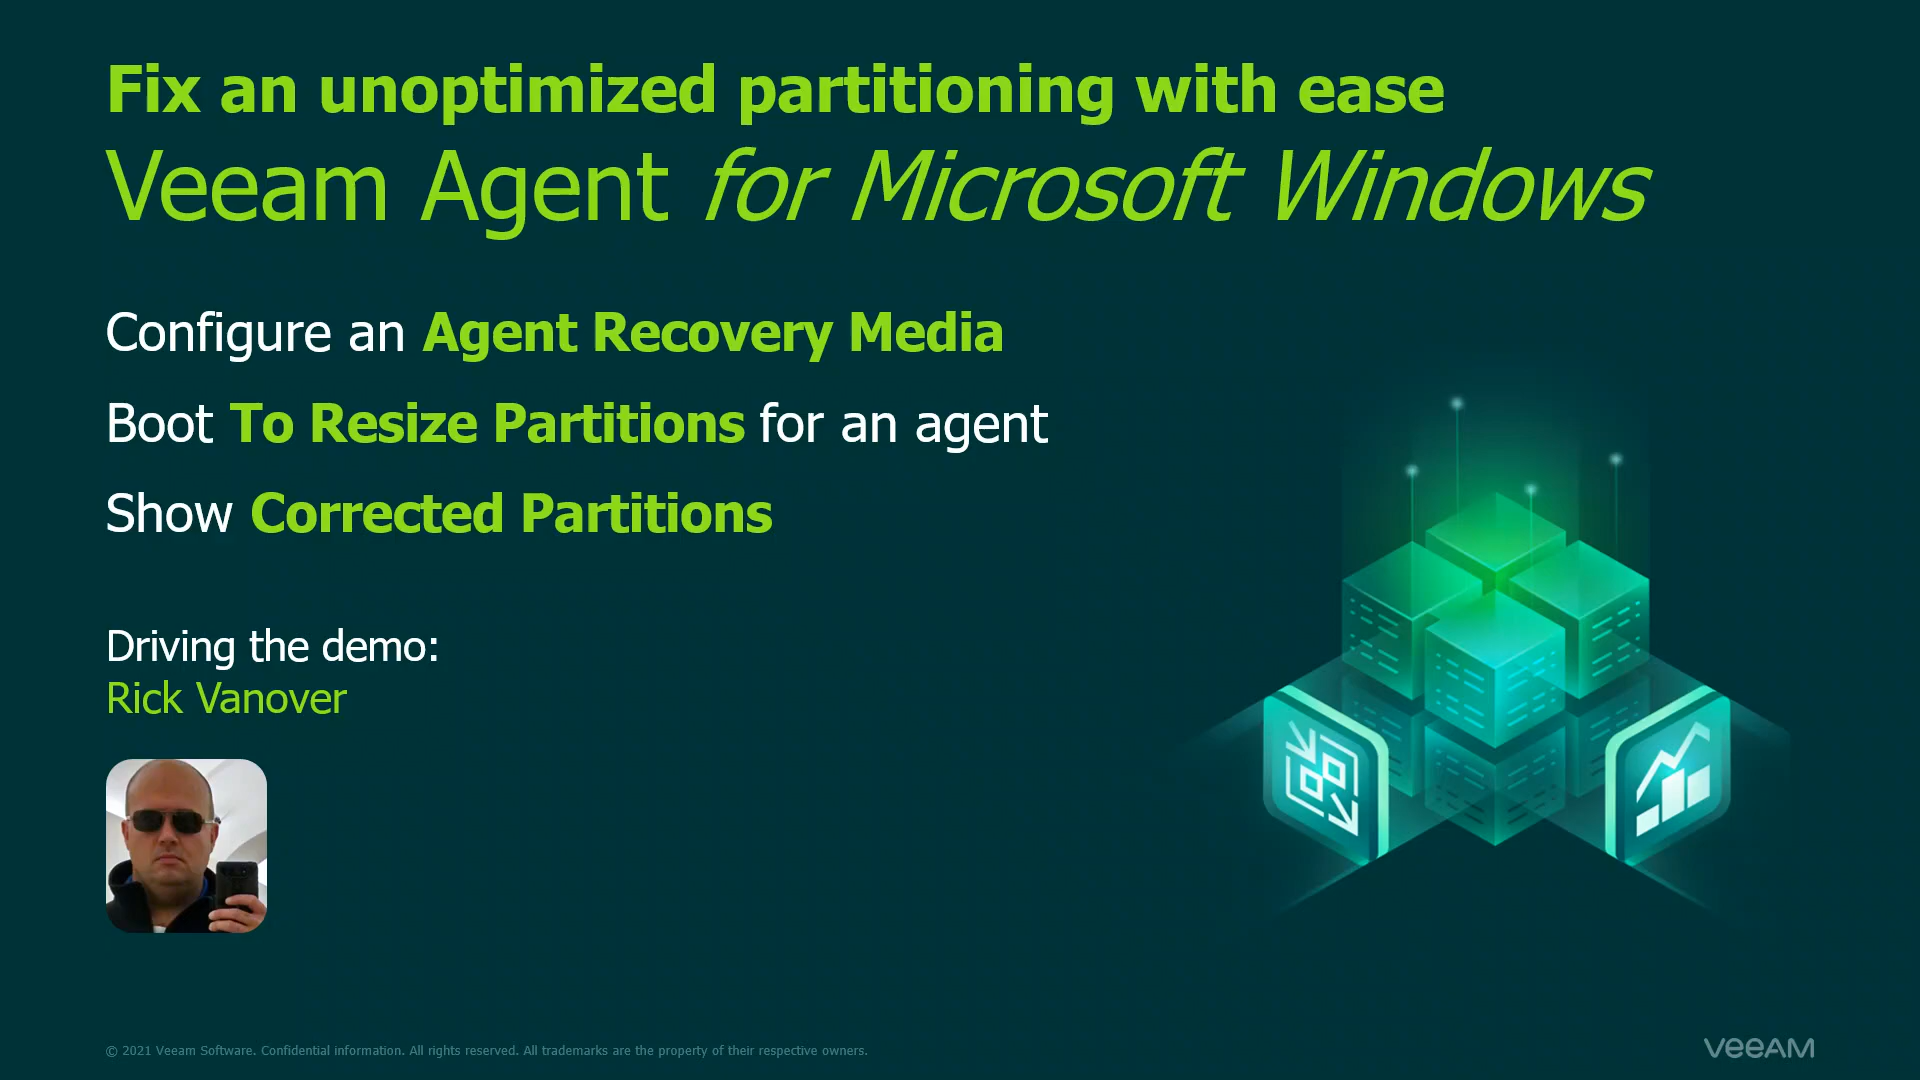 Fix an unoptimized partitioning with ease
Veeam Agent for Microsoft Windows
Configure an Agent Recovery Media
Boot To Resize Partitions for an agent
Show Corrected Partitions
Driving the demo:
Rick Vanover
© 2021 Veeam Software. Confidential information. All rights reserved. All trademarks are the property of their respective owners.
veeAM